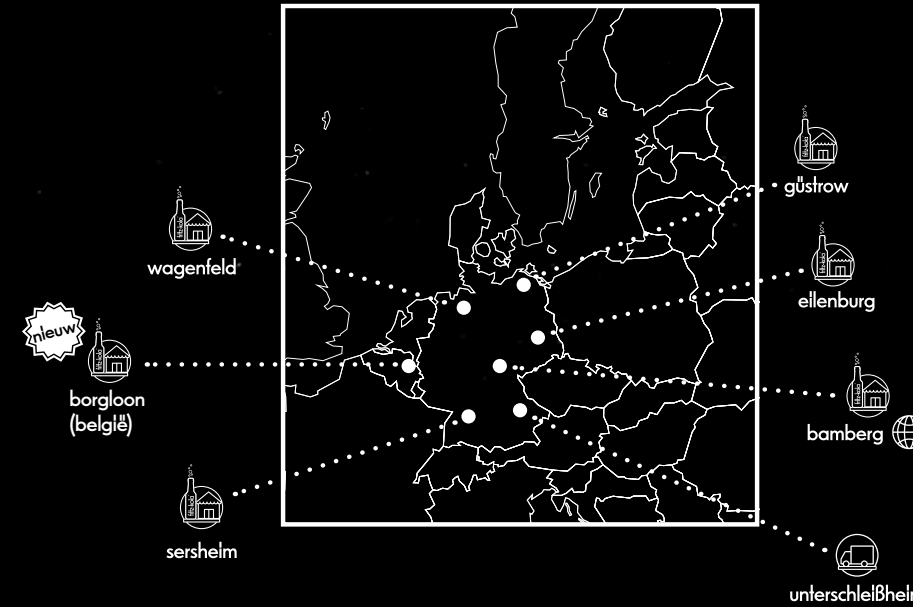 güstrow
wagenfeld
eilenburg
nieuw
borgloon
(belgië)
bamberg
sersheim
unterschleißheim